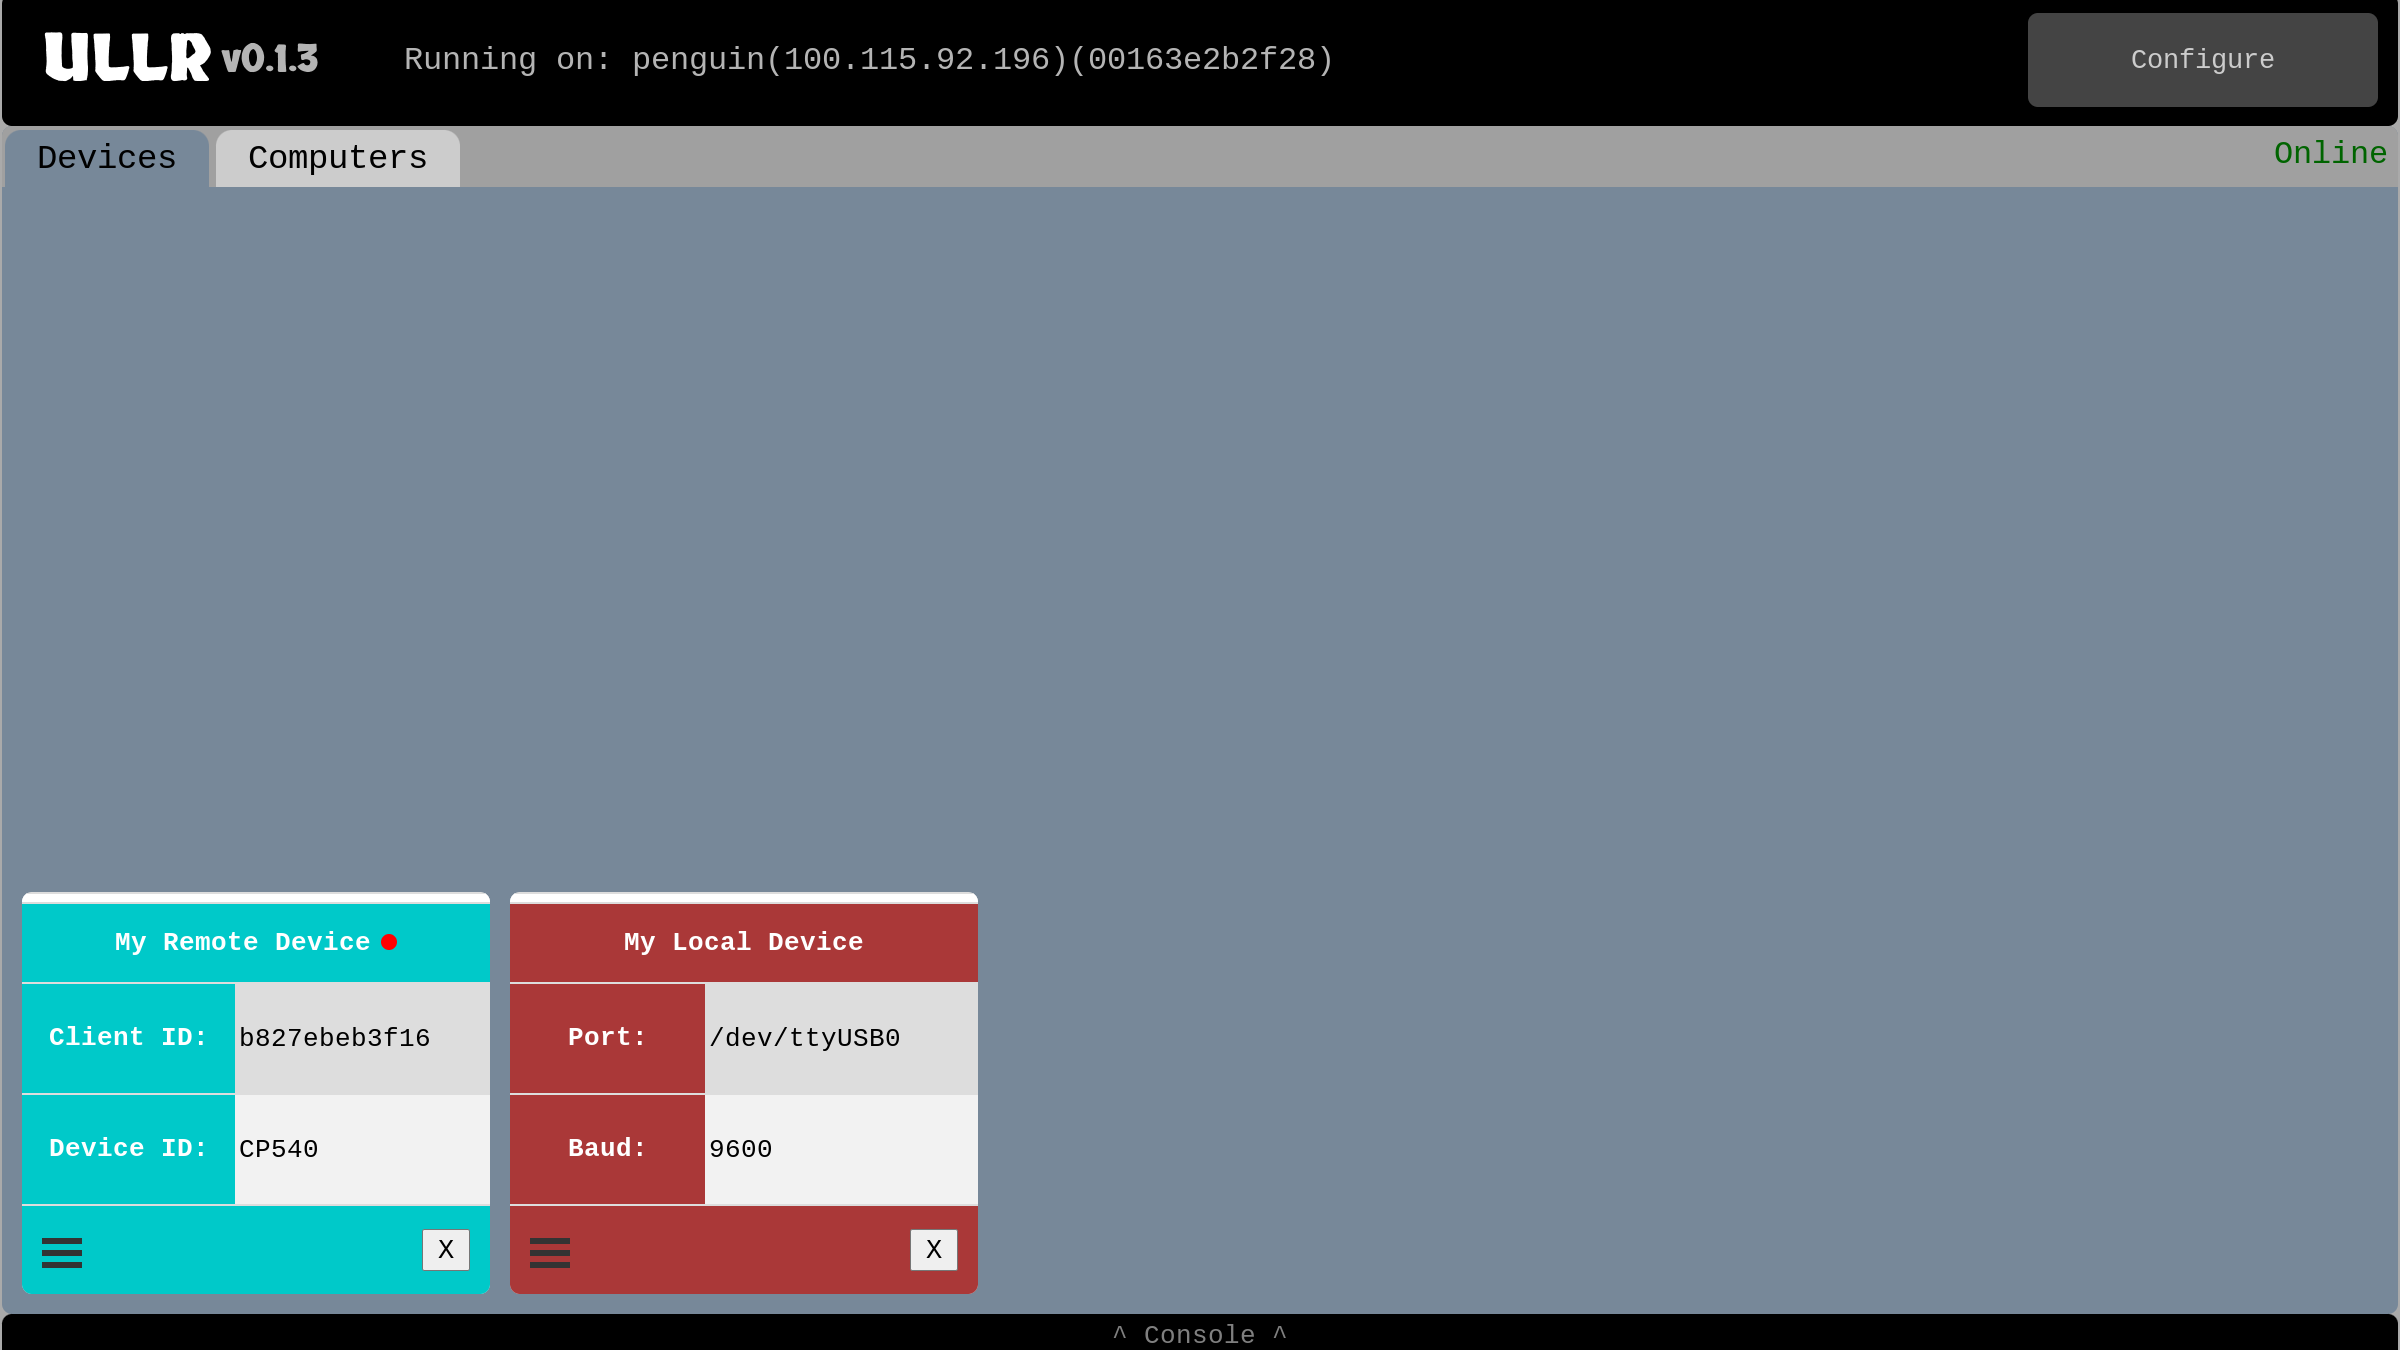 ULLR v0.1.3
Running on: penguin(100.115.92.196)(00163e2b2f28)
Configure
Devices
Computers
Online
My Remote Device
Client ID: b827ebeb3f16
Device ID: CP540
X
My Local Device
Port: /dev/ttyUSB0
Baud: 9600
X
^ Console ^